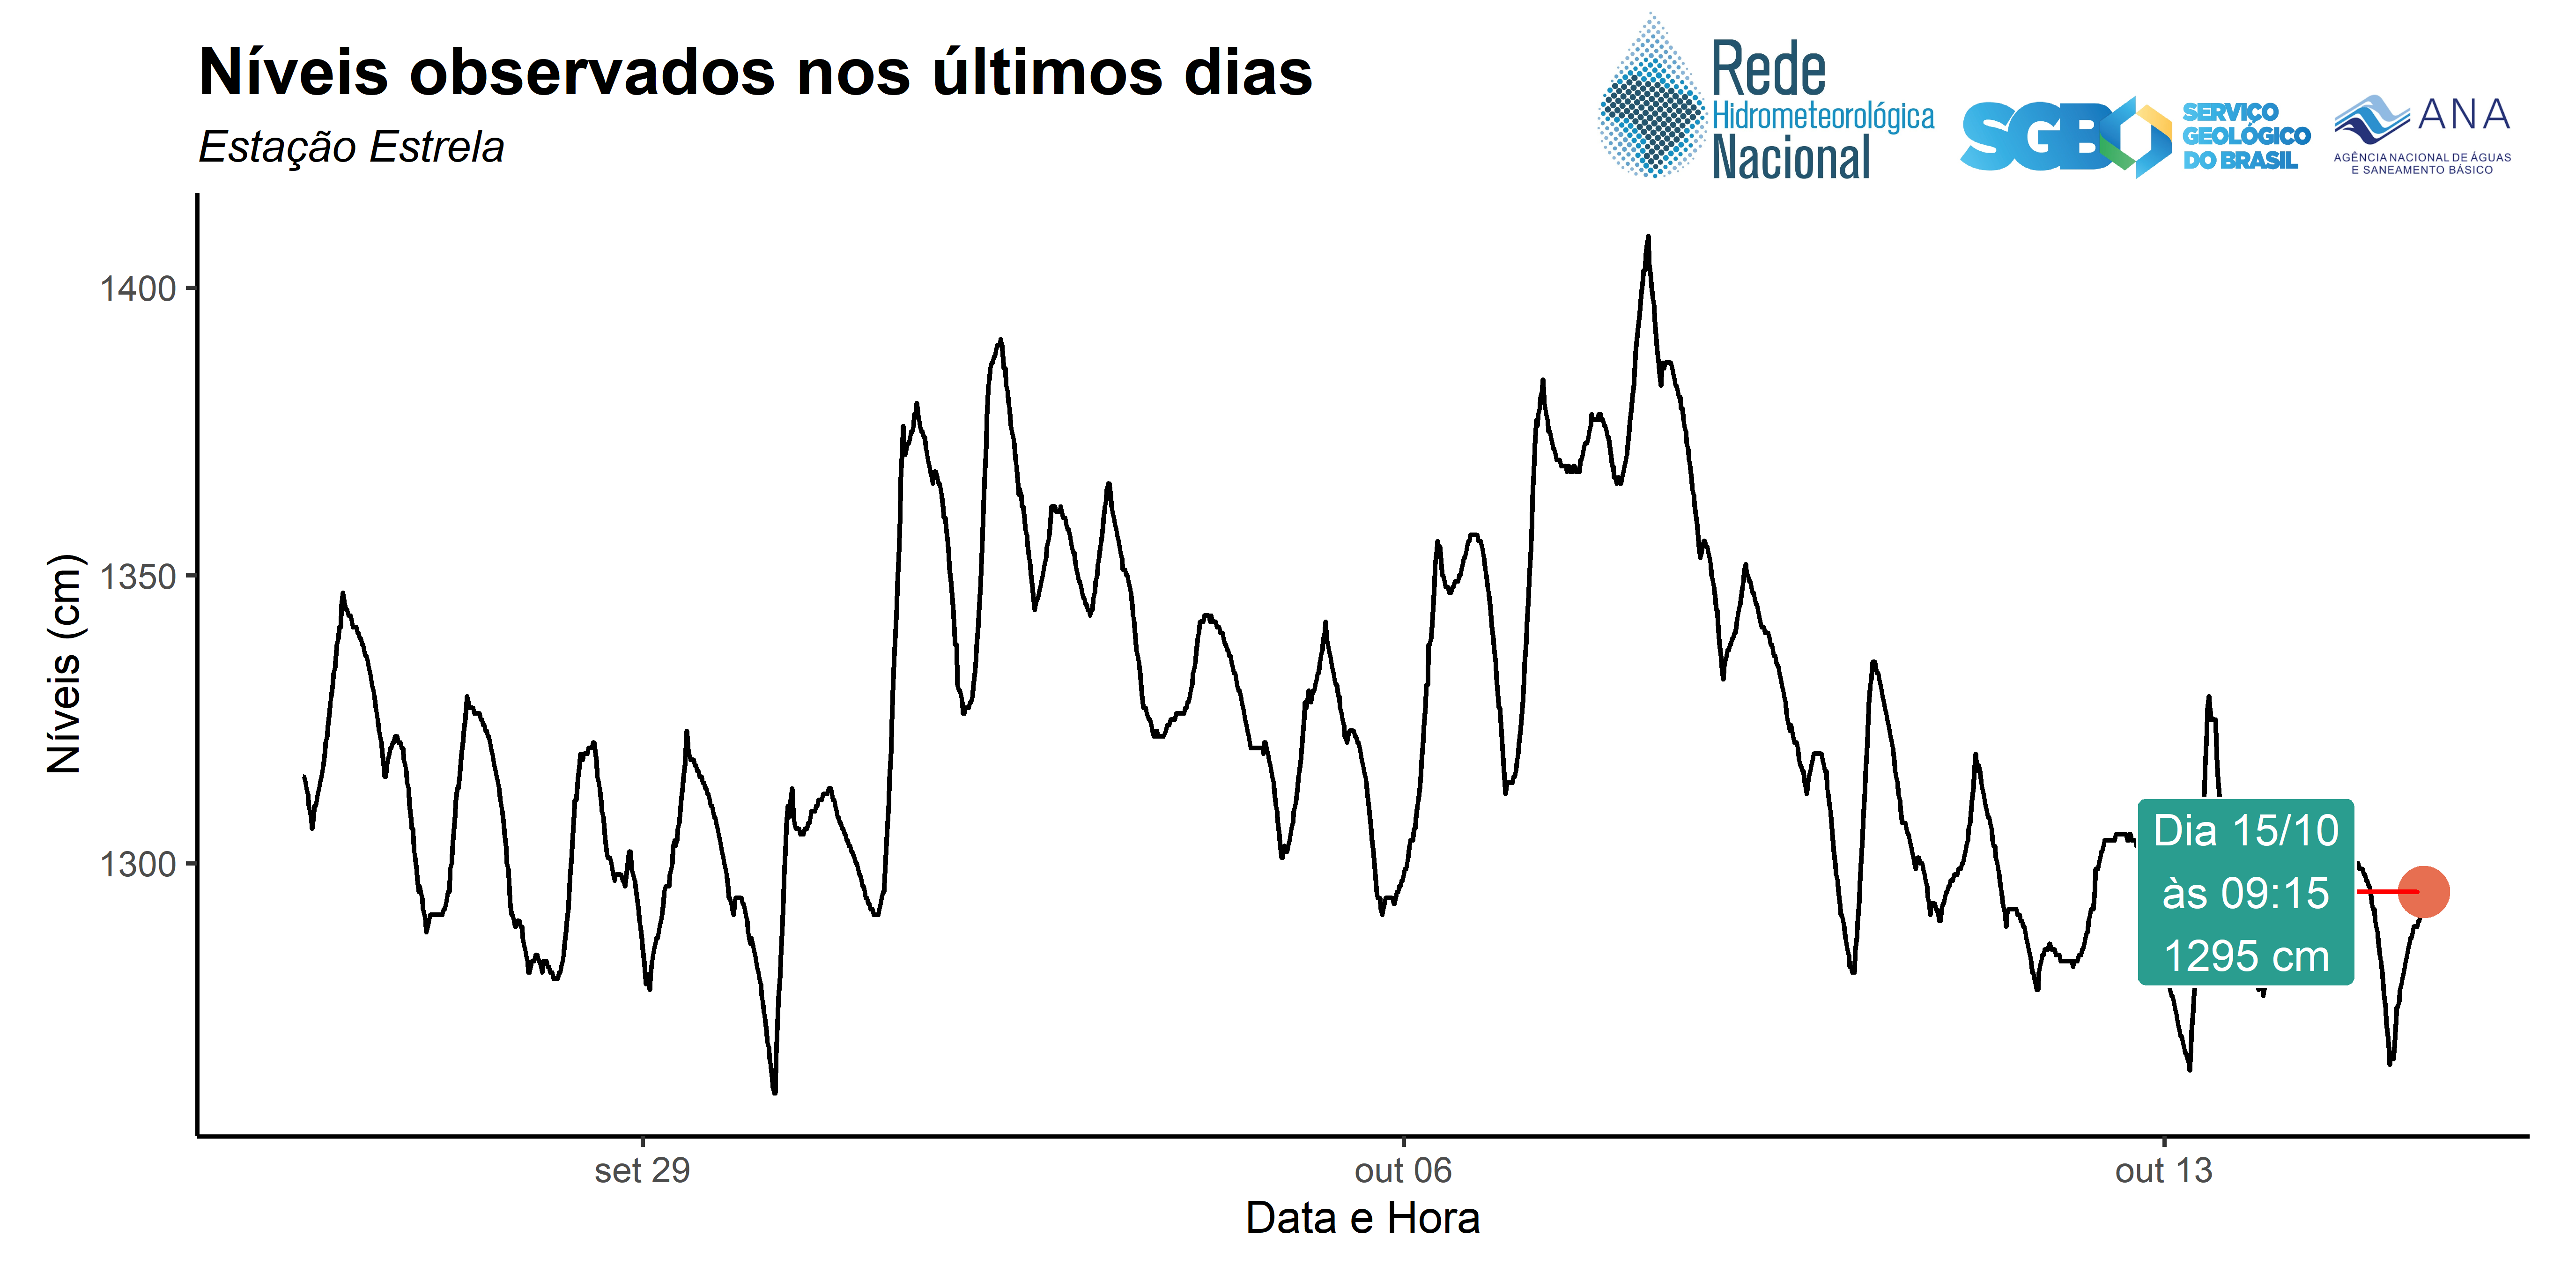 Níveis observados nos últimos dias
Estação Estrela
Rede
Hidrometeorológica
Nacional
SGB
SERVIÇO
GEOLÓGICO
DO BRASIL
ANA
AGÊNCIA NACIONAL DE ÁGUAS
E SANEAMENTO BÁSICO
Níveis (cm)
1400
1350
1300
Dia 15/10
às 09:15
1295 cm
set 29
out 06
out 13
Data e Hora